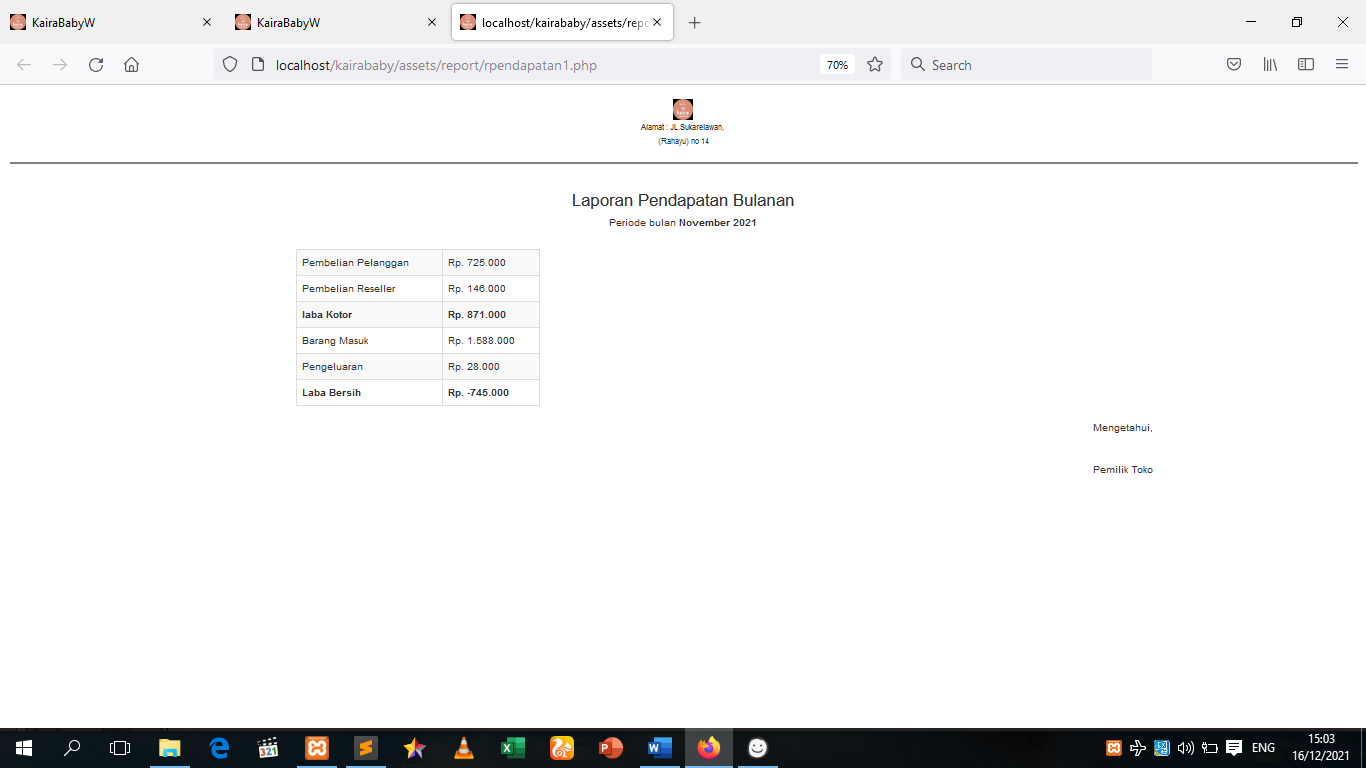 KairaBabyW
KairaBabyW
localhost/kairababy/assets/repo
localhost/kairababy/assets/report/rpendapatan1.php
70%
Search
Alamat : JL.Sukarelawan,
(Rahayu) no 14
Laporan Pendapatan Bulanan
Periode bulan November 2021
Pembelian Pelanggan Rp. 725.000
Pembelian Reseller Rp. 146.000
laba Kotor Rp. 871.000
Barang Masuk Rp. 1.588.000
Pengeluaran Rp. 28.000
Laba Bersih Rp. -745.000
Mengetahui,
Pemilik Toko
321
ENG
15:03
16/12/2021